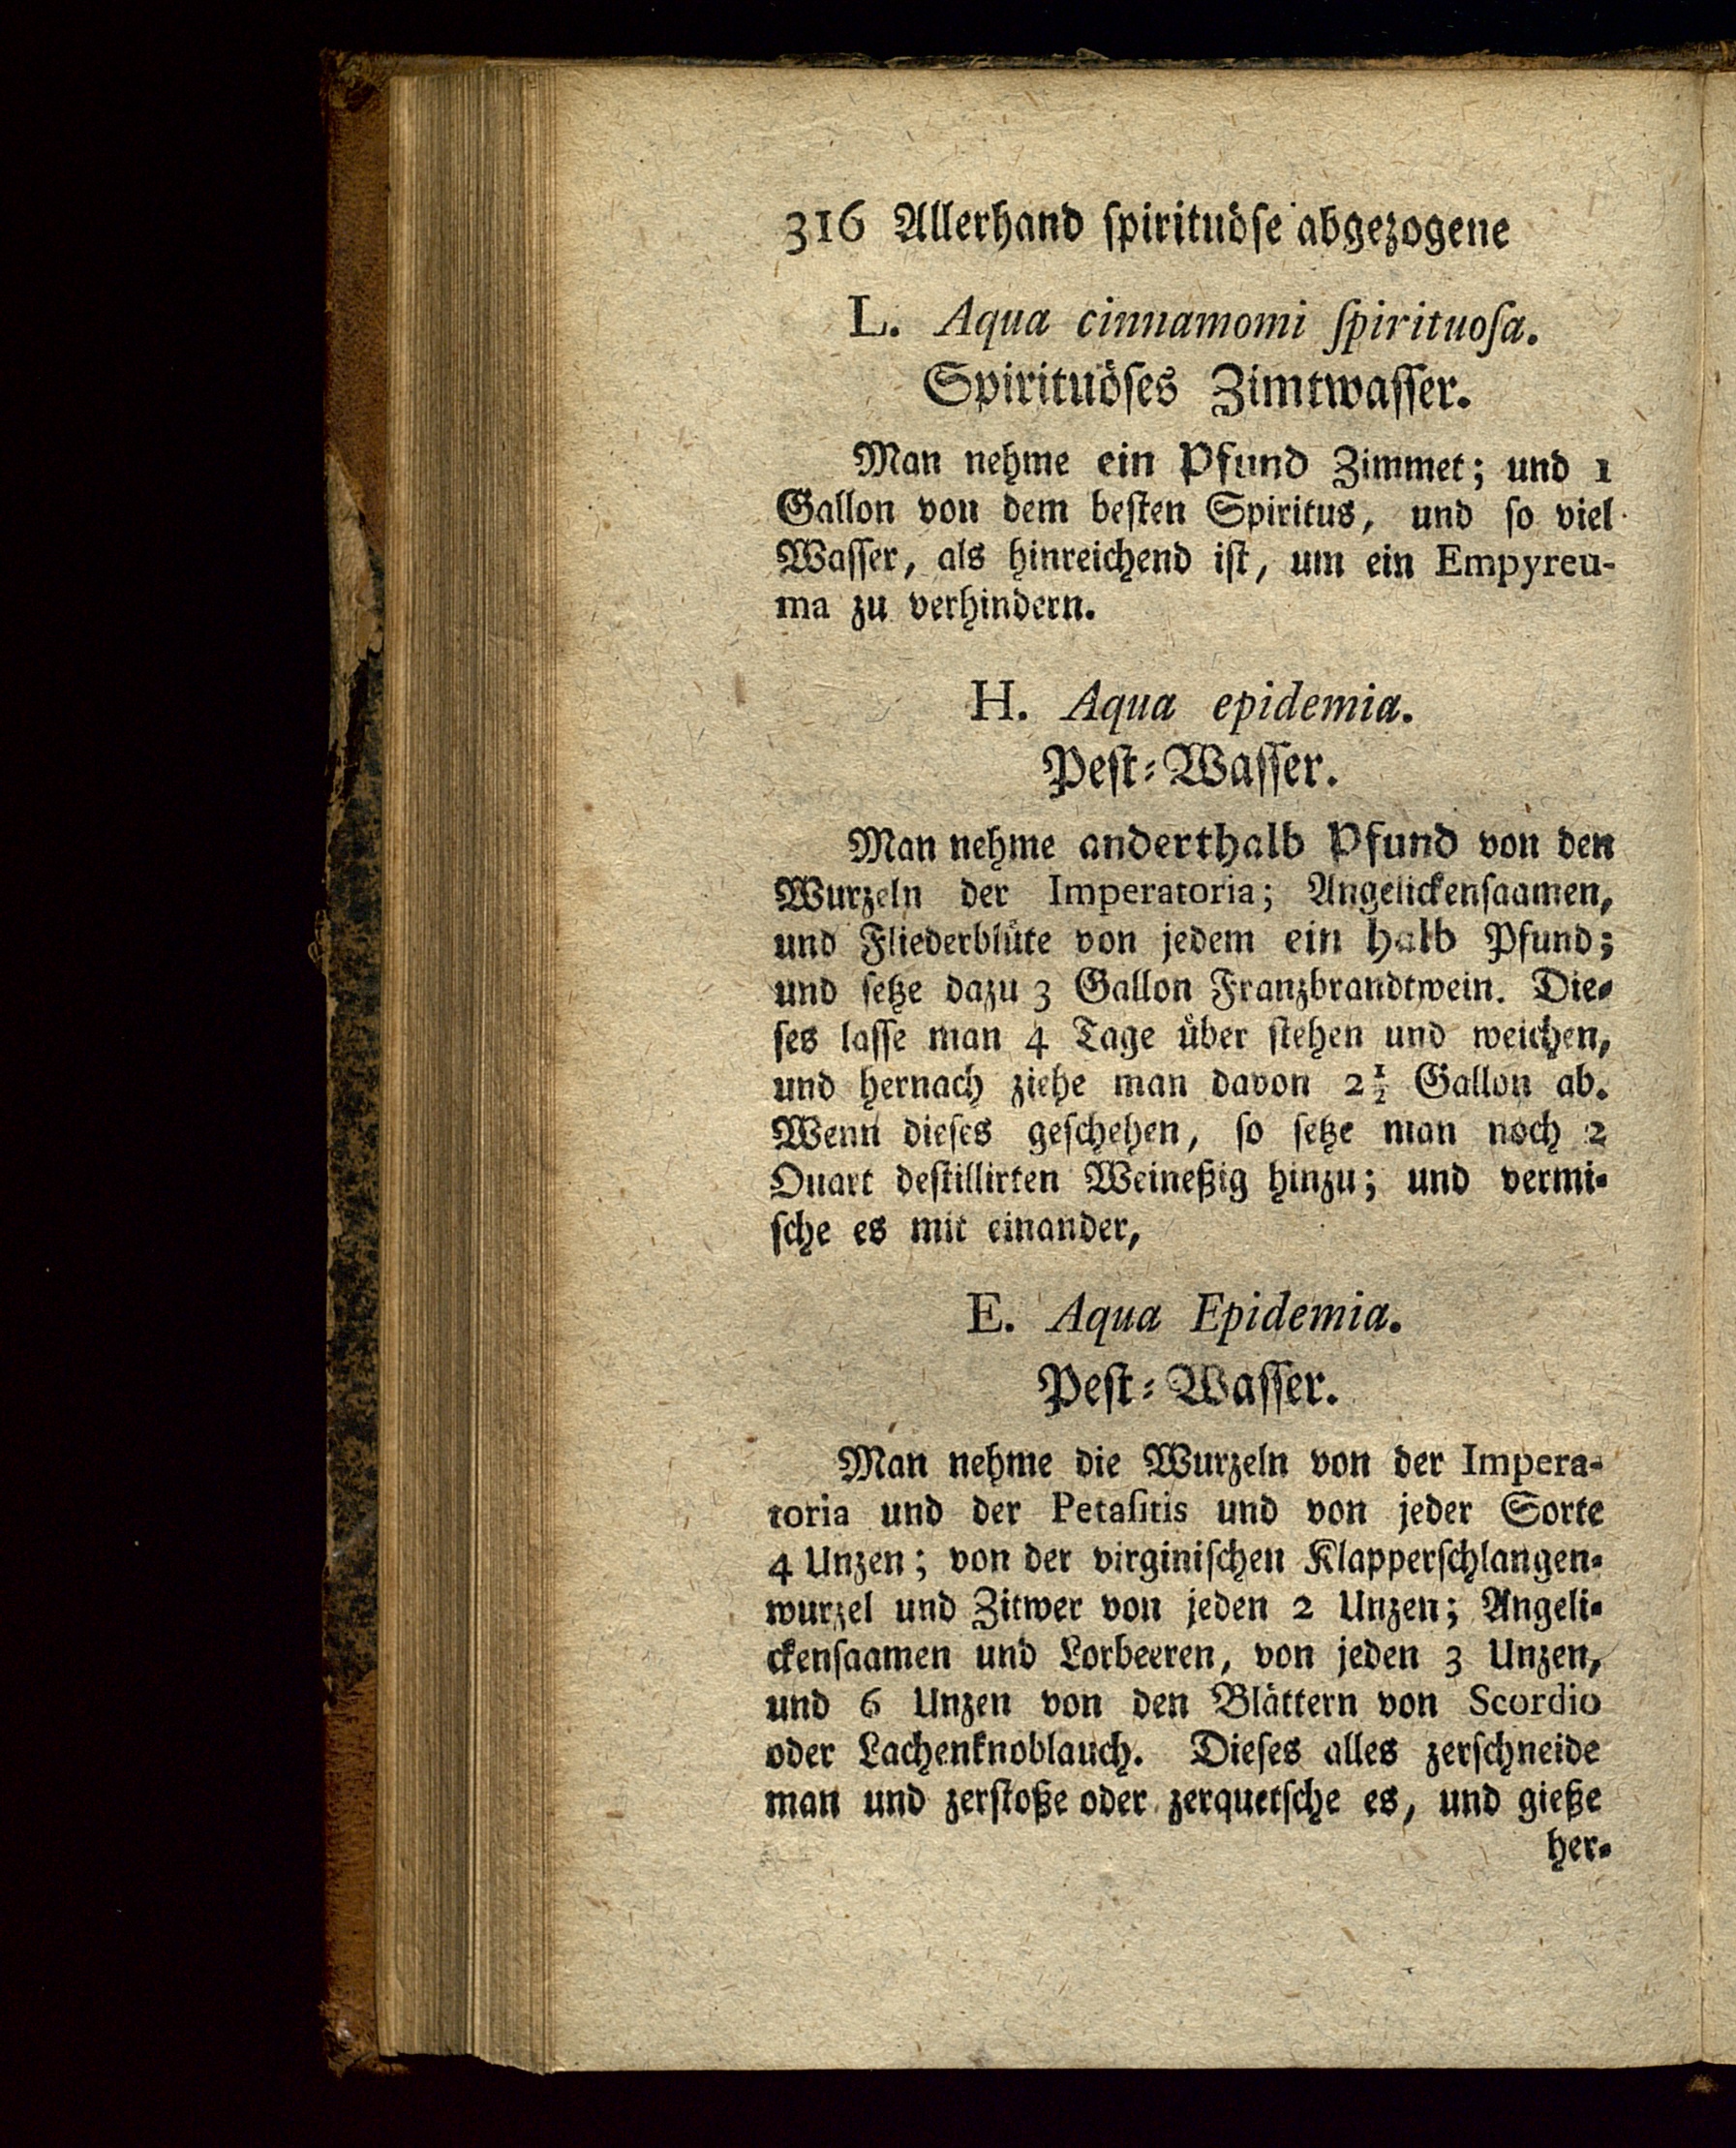 316 Allerhand ſpirituöſe abgezogene
L. Aqua cinnamomi ſpirituoſa.
Spirituöſes Zimtwaſſer.
Man nehme ein Pfund Zimmet; und 1
Gallon von dem beſten Spiritus, und ſo viel
Waſſer, als hinreichend iſt, um ein Empyreu-
ma zu verhindern.
H. Aqua epidemia.
Peſt-Waſſer.
Man nehme anderthalb Pfund von den
Wurzeln der Imperatoria; Angelickenſaamen,
und Fliederblüte von jedem ein halb Pfund;
und ſetze dazu 3 Gallon Franzbrandtwein. Die-
ſes laſſe man 4 Tage über ſtehen und weichen,
und hernach ziehe man davon 2½ Gallon ab.
Wenn dieſes geſchehen, ſo ſetze man noch 2
Quart deſtillirten Weineßig hinzu; und vermi-
ſche es mit einander,
E. Aqua Epidemia.
Peſt-Waſſer.
Man nehme die Wurzeln von der Impera-
toria und der Petaſitis und von jeder Sorte
4 Unzen; von der virginiſchen Klapperſchlangen-
wurzel und Zitwer von jeden 2 Unzen; Angeli-
ckenſaamen und Lorbeeren, von jeden 3 Unzen,
und 6 Unzen von den Blättern von Scordio
oder Lachenknoblauch. Dieſes alles zerſchneide
man und zerſtoße oder zerquetſche es, und gieße
her-